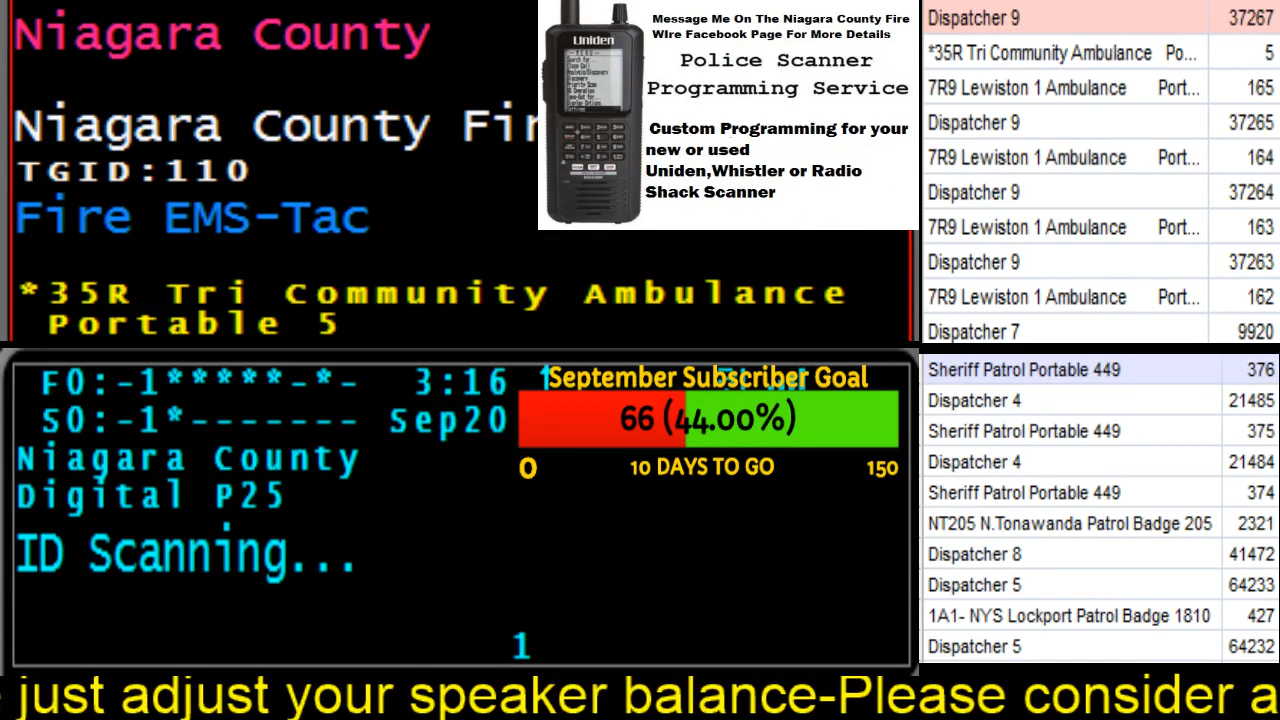 Niagara County
Niagara County Fir
TGID:110
Fire EMS-Tac
*35R Tri Community Ambulance
Portable 5
Uniden
Message Me On The Niagara County Fire
WIre Facebook Page For More Details
Police Scanner
Programming Service
Custom Programming for your
new or used
Uniden,Whistler or Radio
Shack Scanner
Dispatcher 9 37267
*35R Tri Community Ambulance Po... 5
7R9 Lewiston 1 Ambulance Port... 165
Dispatcher 9 37265
7R9 Lewiston 1 Ambulance Port... 164
Dispatcher 9 37264
7R9 Lewiston 1 Ambulance Port... 163
Dispatcher 9 37263
7R9 Lewiston 1 Ambulance Port... 162
Dispatcher 7 9920
F0:-1*****-*- 3:16
S0:-1*------- Sep20
Niagara County
Digital P25
ID Scanning...
1
September Subscriber Goal
66 (44.00%)
0 10 DAYS TO GO 150
Sheriff Patrol Portable 449 376
Dispatcher 4 21485
Sheriff Patrol Portable 449 375
Dispatcher 4 21484
Sheriff Patrol Portable 449 374
NT205 N.Tonawanda Patrol Badge 205 2321
Dispatcher 8 41472
Dispatcher 5 64233
1A1- NYS Lockport Patrol Badge 1810 427
Dispatcher 5 64232
just adjust your speaker balance-Please consider a